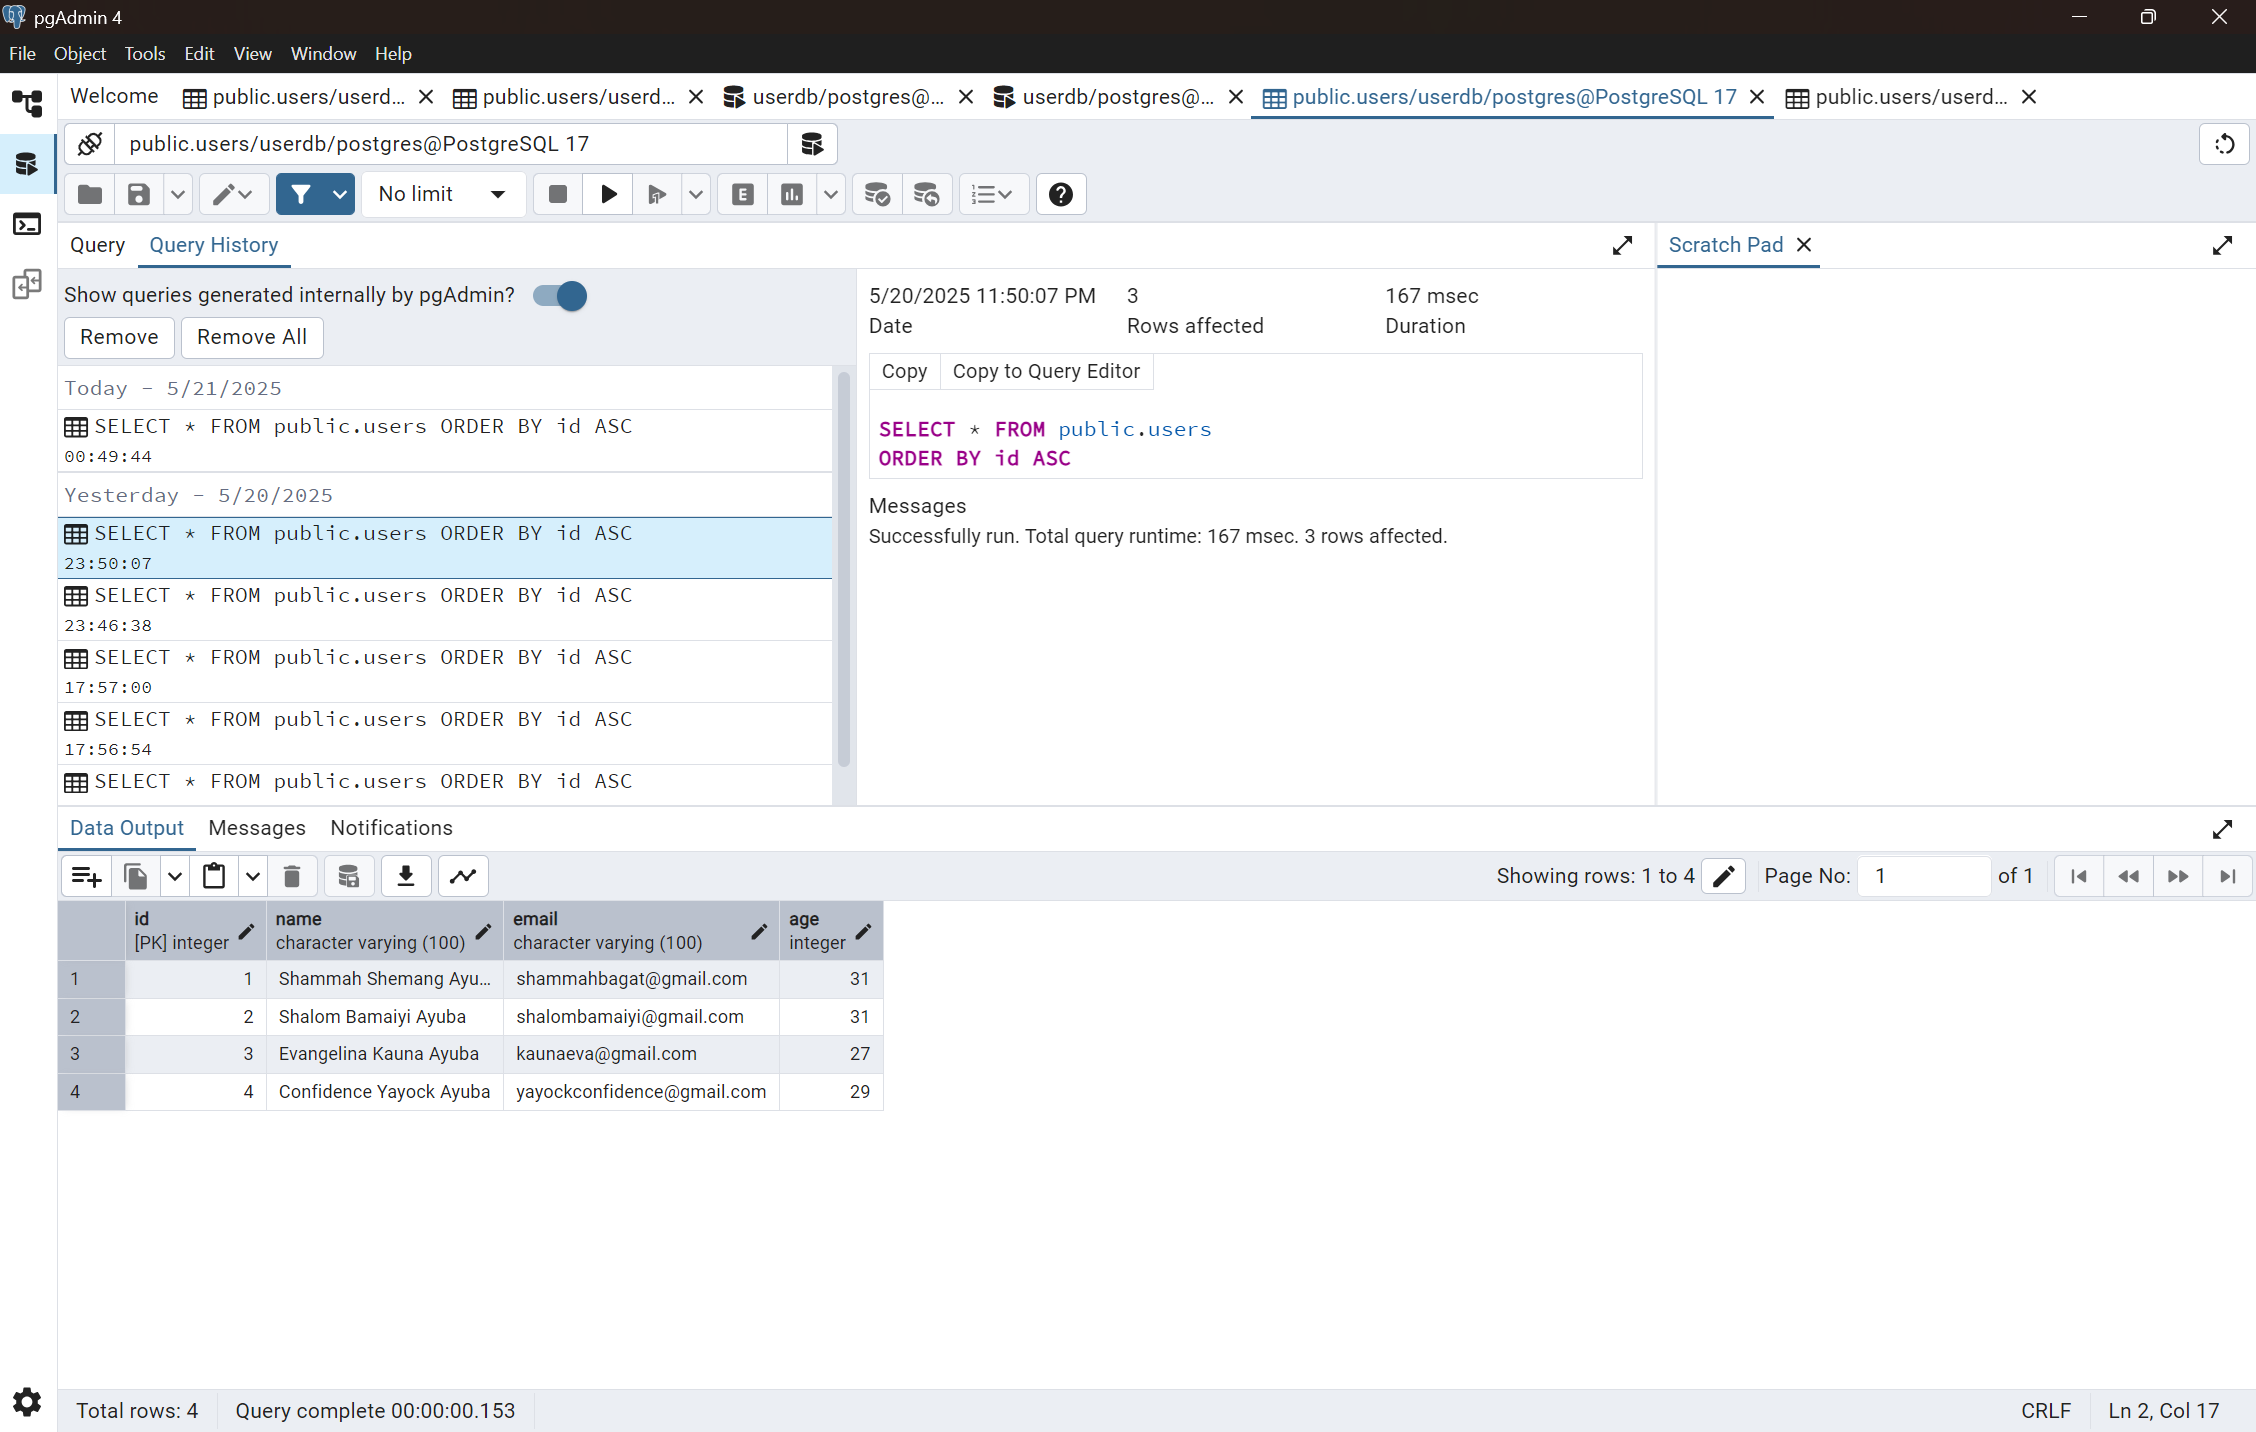 pgAdmin 4
File Object Tools Edit View Window Help
Welcome public.users/userd... public.users/userd... userdb/postgres@... userdb/postgres@... public.users/userdb/postgres@PostgreSQL 17 public.users/userd...
public.users/userdb/postgres@PostgreSQL 17
No limit E
Query Query History Scratch Pad
Show queries generated internally by pgAdmin?
Remove Remove All
Today - 5/21/2025
SELECT * FROM public.users ORDER BY id ASC
00:49:44
Yesterday - 5/20/2025
SELECT * FROM public.users ORDER BY id ASC
23:50:07
SELECT * FROM public.users ORDER BY id ASC
23:46:38
SELECT * FROM public.users ORDER BY id ASC
17:57:00
SELECT * FROM public.users ORDER BY id ASC
17:56:54
SELECT * FROM public.users ORDER BY id ASC
5/20/2025 11:50:07 PM 3 167 msec
Date Rows affected Duration
Copy Copy to Query Editor
SELECT * FROM public.users
ORDER BY id ASC
Messages
Successfully run. Total query runtime: 167 msec. 3 rows affected.
Data Output Messages Notifications
Showing rows: 1 to 4 Page No: 1 of 1
id name email age
[PK] integer character varying (100) character varying (100) integer
1 1 Shammah Shemang Ayu... shammahbagat@gmail.com 31
2 2 Shalom Bamaiyi Ayuba shalombamaiyi@gmail.com 31
3 3 Evangelina Kauna Ayuba kaunaeva@gmail.com 27
4 4 Confidence Yayock Ayuba yayockconfidence@gmail.com 29
Total rows: 4 Query complete 00:00:00.153 CRLF Ln 2, Col 17